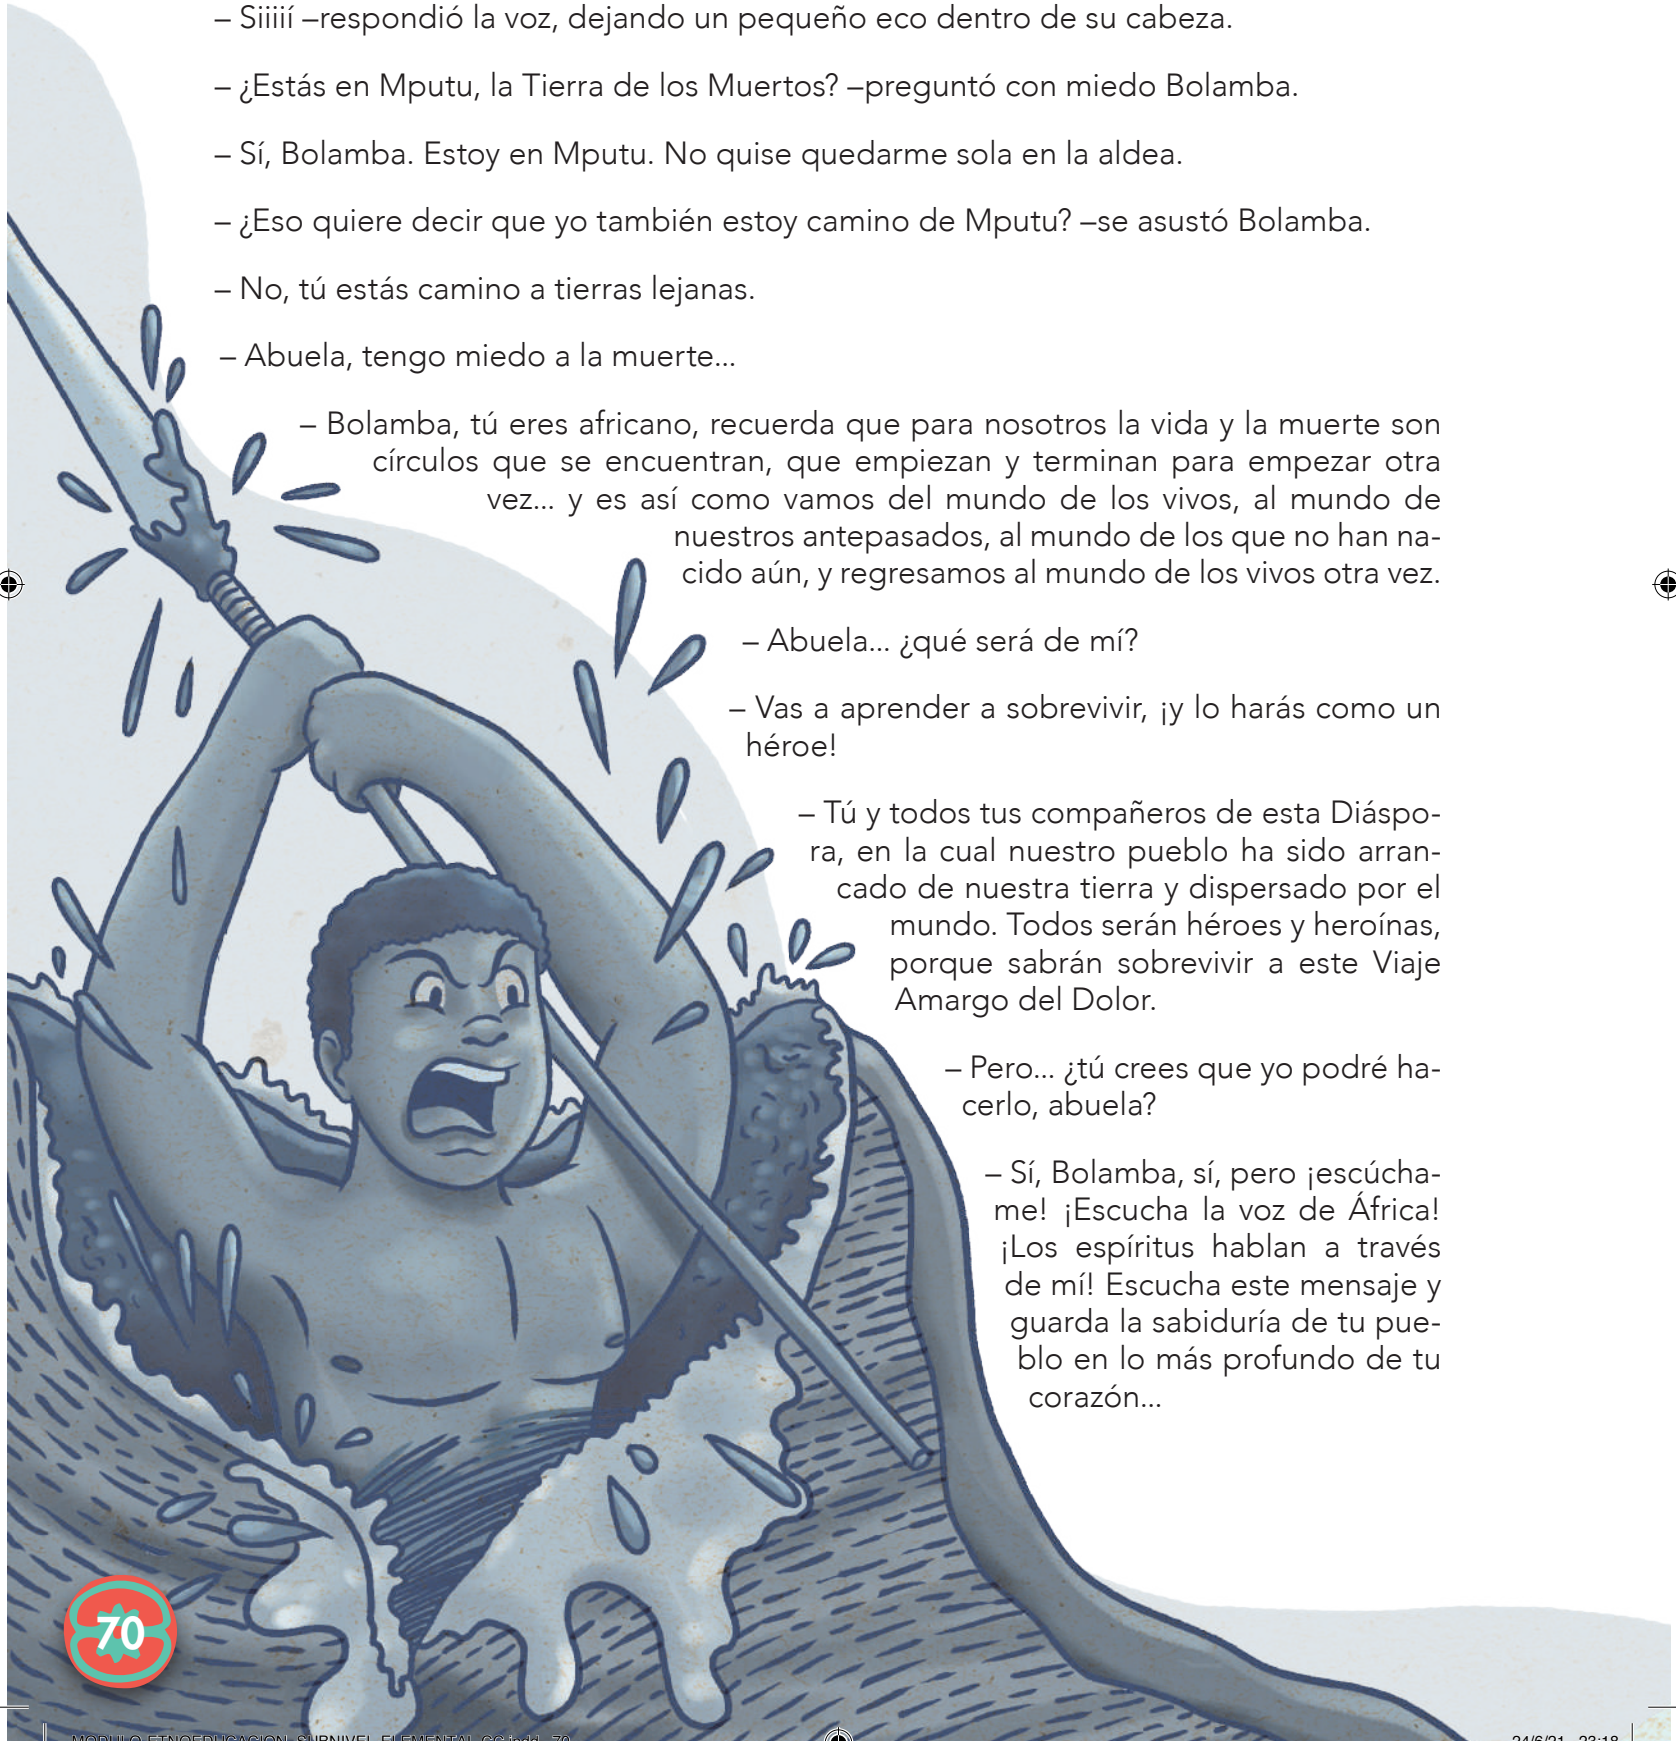 – Siiiií –respondió la voz, dejando un pequeño eco dentro de su cabeza.
– ¿Estás en Mputu, la Tierra de los Muertos? –preguntó con miedo Bolamba.
– Sí, Bolamba. Estoy en Mputu. No quise quedarme sola en la aldea.
– ¿Eso quiere decir que yo también estoy camino de Mputu? –se asustó Bolamba.
– No, tú estás camino a tierras lejanas.
– Abuela, tengo miedo a la muerte...
– Bolamba, tú eres africano, recuerda que para nosotros la vida y la muerte son
círculos que se encuentran, que empiezan y terminan para empezar otra
vez... y es así como vamos del mundo de los vivos, al mundo de
nuestros antepasados, al mundo de los que no han na-
cido aún, y regresamos al mundo de los vivos otra vez.
– Abuela... ¿qué será de mí?
– Vas a aprender a sobrevivir, ¡y lo harás como un
héroe!
– Tú y todos tus compañeros de esta Diáspo-
ra, en la cual nuestro pueblo ha sido arran-
cado de nuestra tierra y dispersado por el
mundo. Todos serán héroes y heroínas,
porque sabrán sobrevivir a este Viaje
Amargo del Dolor.
– Pero... ¿tú crees que yo podré ha-
cerlo, abuela?
– Sí, Bolamba, sí, pero ¡escúcha-
me! ¡Escucha la voz de África!
¡Los espíritus hablan a través
de mí! Escucha este mensaje y
guarda la sabiduría de tu pue-
blo en lo más profundo de tu
corazón...
70
MODULO ETNOEDUCACION_SUBNIVEL ELEMENTAL CC.indd 70
24/6/21 23:18